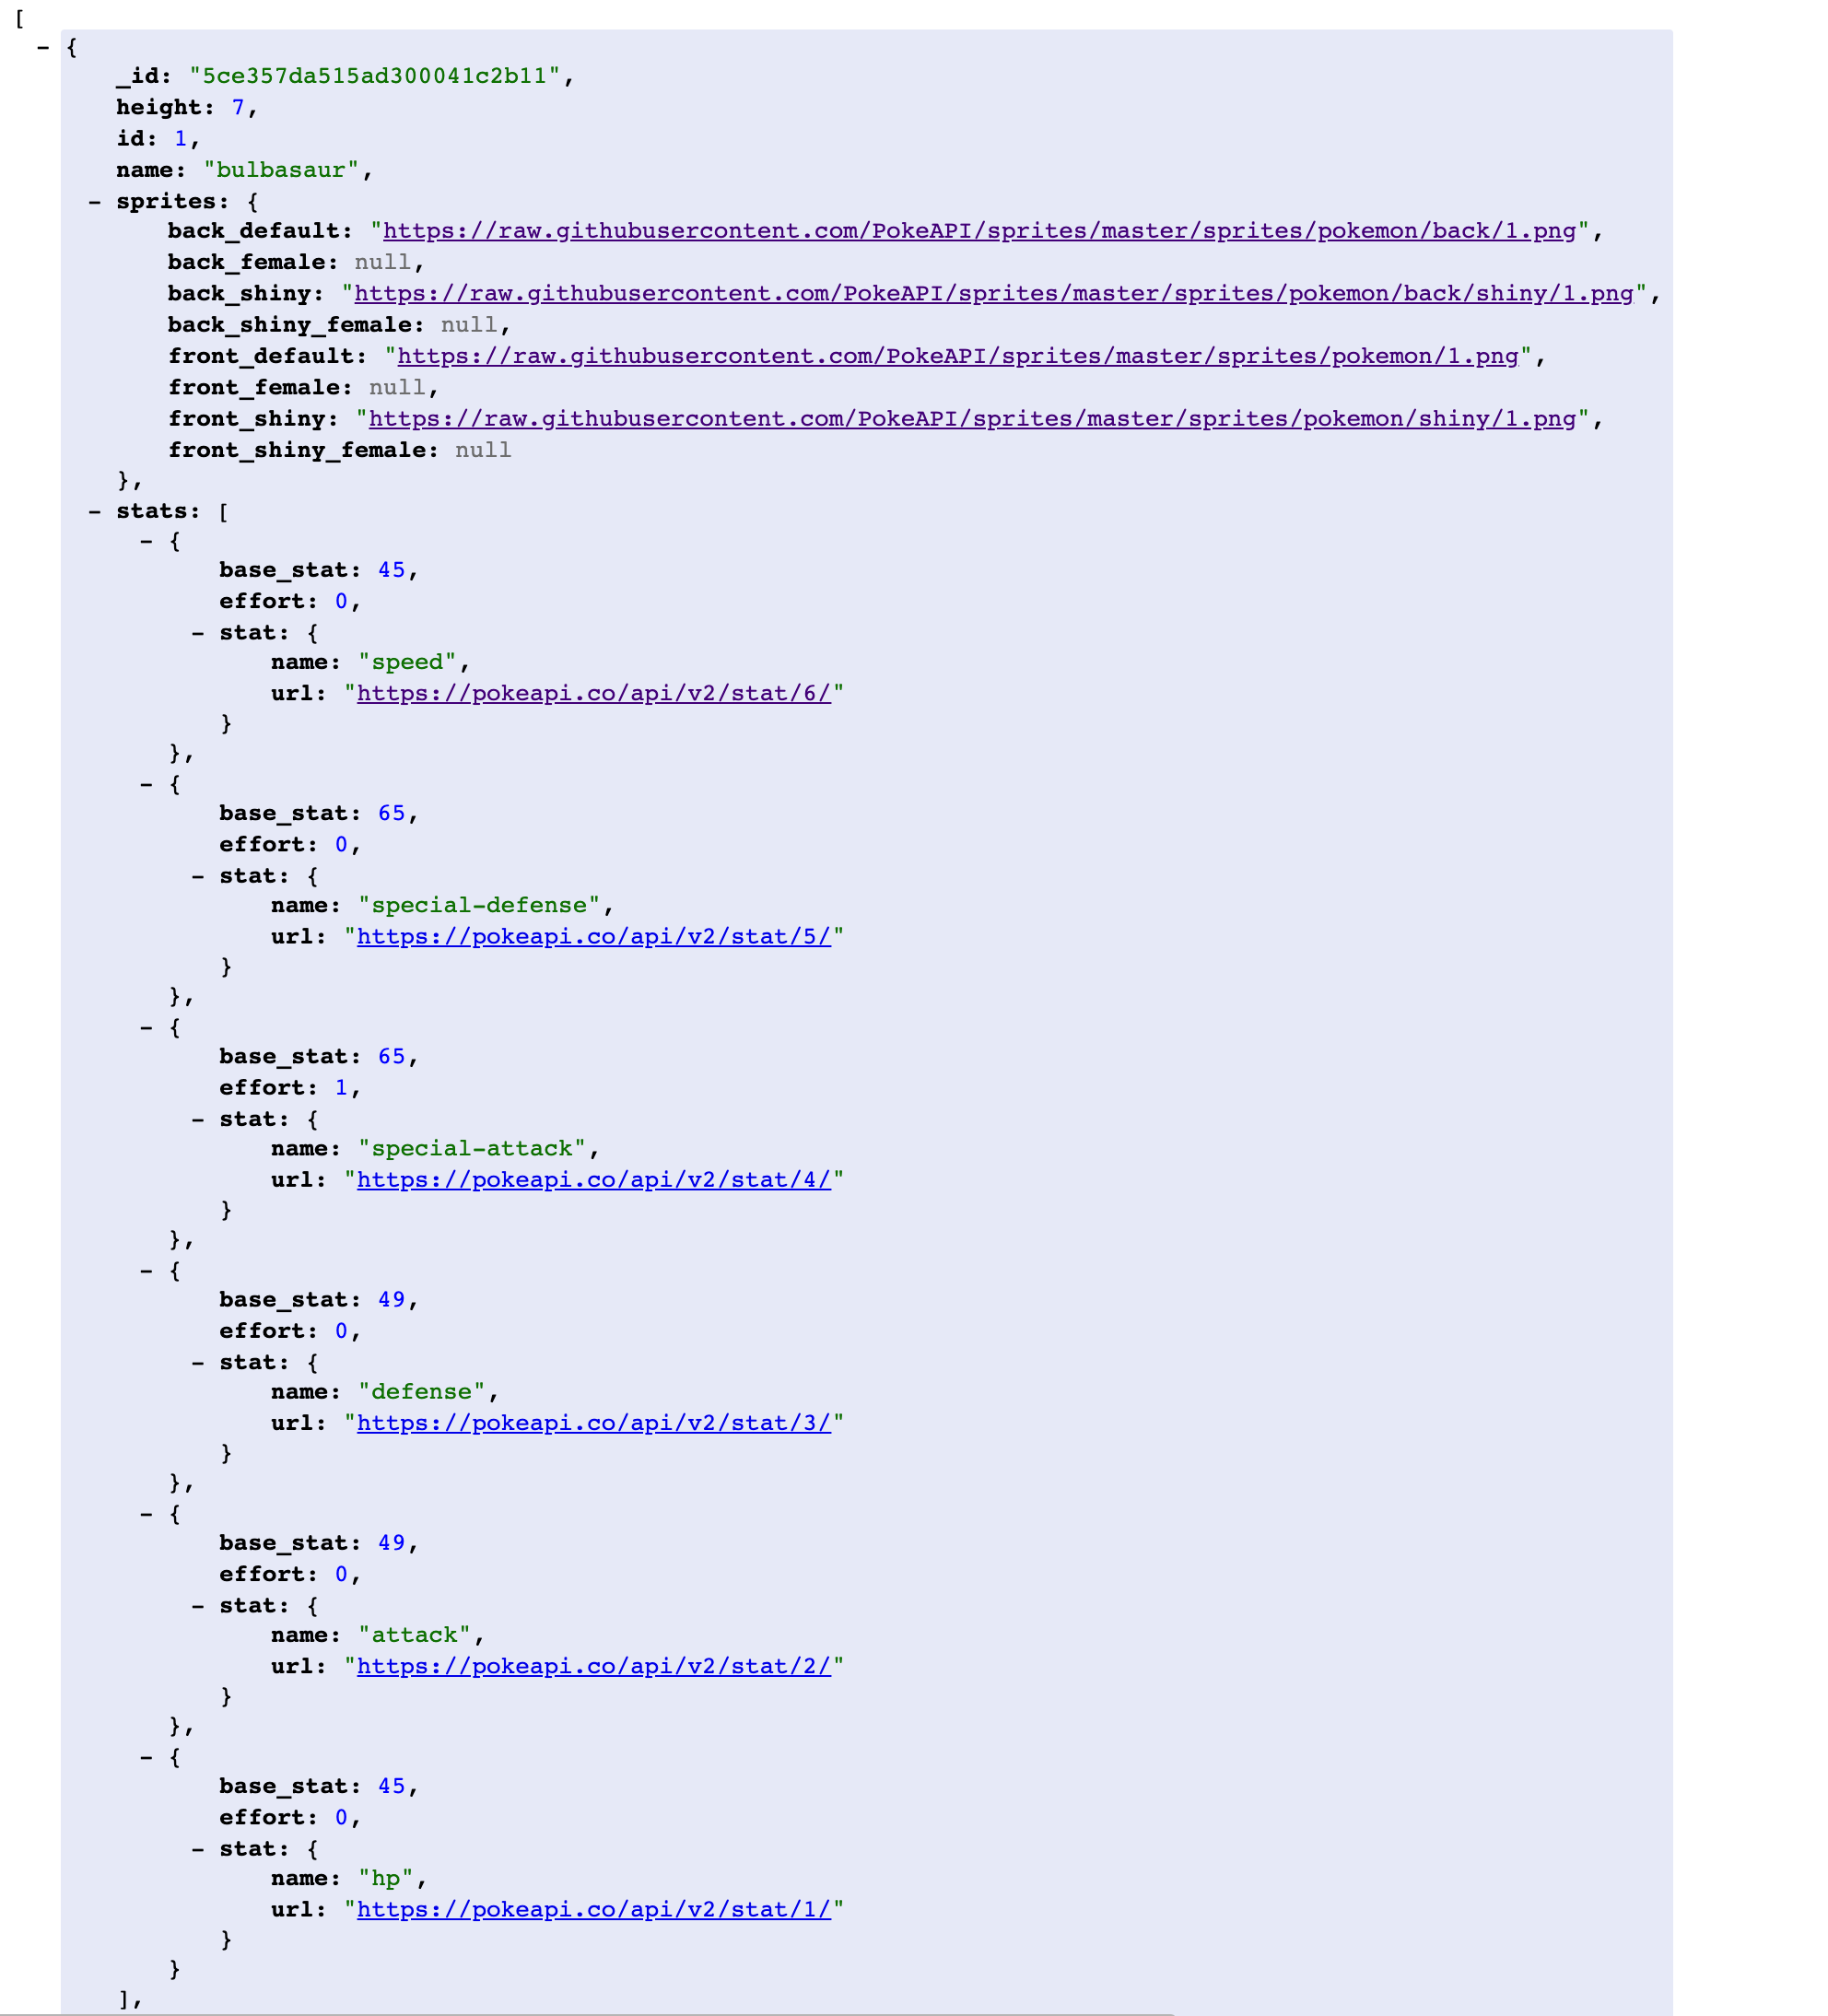 [
- {
_id: "5ce357da515ad300041c2b11",
height: 7,
id: 1,
name: "bulbasaur",
- sprites: {
back_default: "https://raw.githubusercontent.com/PokeAPI/sprites/master/sprites/pokemon/back/1.png",
back_female: null,
back_shiny: "https://raw.githubusercontent.com/PokeAPI/sprites/master/sprites/pokemon/back/shiny/1.png",
back_shiny_female: null,
front_default: "https://raw.githubusercontent.com/PokeAPI/sprites/master/sprites/pokemon/1.png",
front_female: null,
front_shiny: "https://raw.githubusercontent.com/PokeAPI/sprites/master/sprites/pokemon/shiny/1.png",
front_shiny_female: null
},
- stats: [
- {
base_stat: 45,
effort: 0,
- stat: {
name: "speed",
url: "https://pokeapi.co/api/v2/stat/6/"
}
},
- {
base_stat: 65,
effort: 0,
- stat: {
name: "special-defense",
url: "https://pokeapi.co/api/v2/stat/5/"
}
},
- {
base_stat: 65,
effort: 1,
- stat: {
name: "special-attack",
url: "https://pokeapi.co/api/v2/stat/4/"
}
},
- {
base_stat: 49,
effort: 0,
- stat: {
name: "defense",
url: "https://pokeapi.co/api/v2/stat/3/"
}
},
- {
base_stat: 49,
effort: 0,
- stat: {
name: "attack",
url: "https://pokeapi.co/api/v2/stat/2/"
}
},
- {
base_stat: 45,
effort: 0,
- stat: {
name: "hp",
url: "https://pokeapi.co/api/v2/stat/1/"
}
}
],